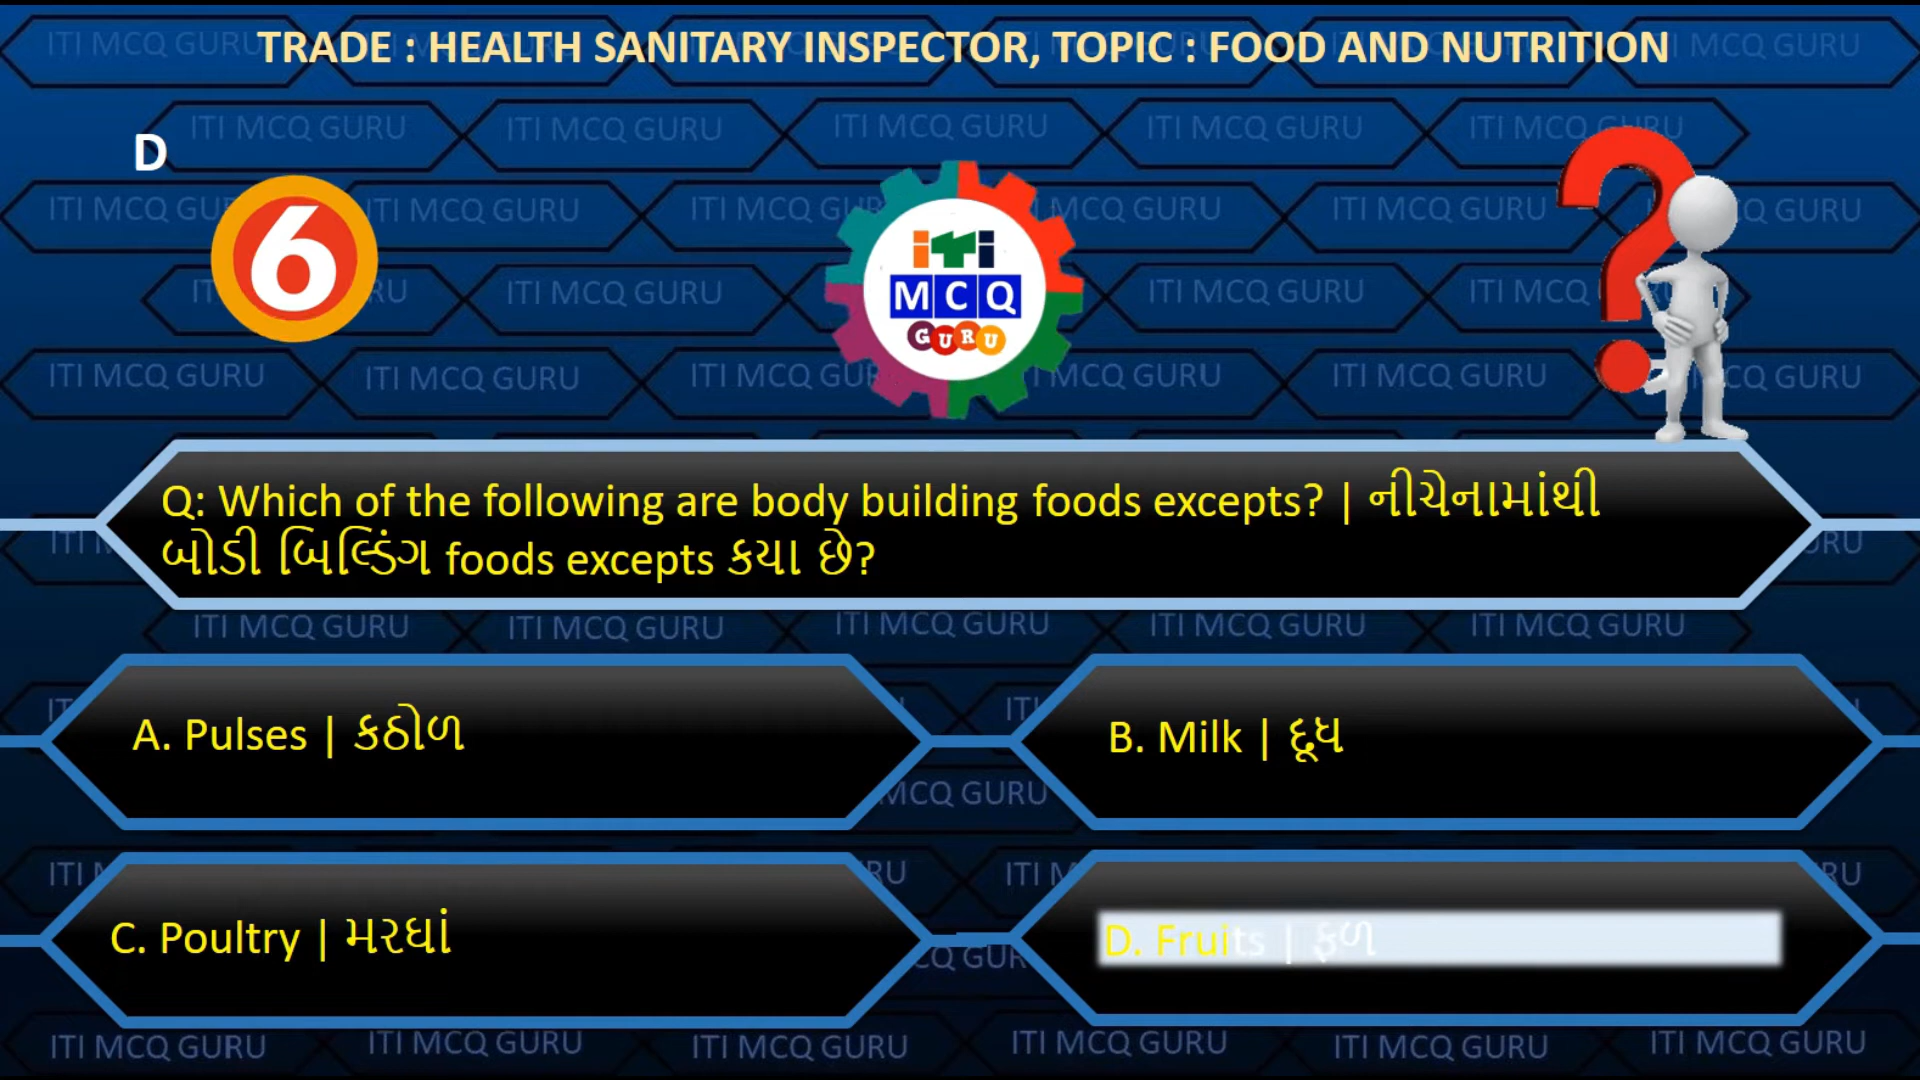 TRADE : HEALTH SANITARY INSPECTOR, TOPIC : FOOD AND NUTRITION
D
6
iTi
MCQ
GURU
Q: Which of the following are body building foods excepts? | નીચેનામાંથી
બોડી બિલ્ડિંગ foods excepts કયા છે?
A. Pulses | કઠોળ
B. Milk | દૂધ
C. Poultry | મરઘાં
D. Fruits | ફળ